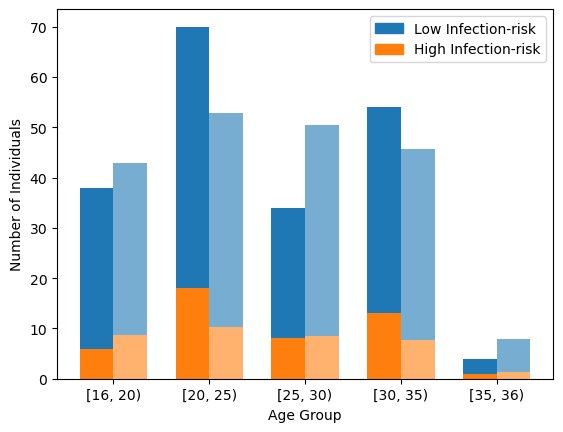 70
60
50
40
30
20
10
0
Number of Individuals
Low Infection-risk
High Infection-risk
[16, 20) [20, 25) [25, 30) [30, 35) [35, 36)
Age Group